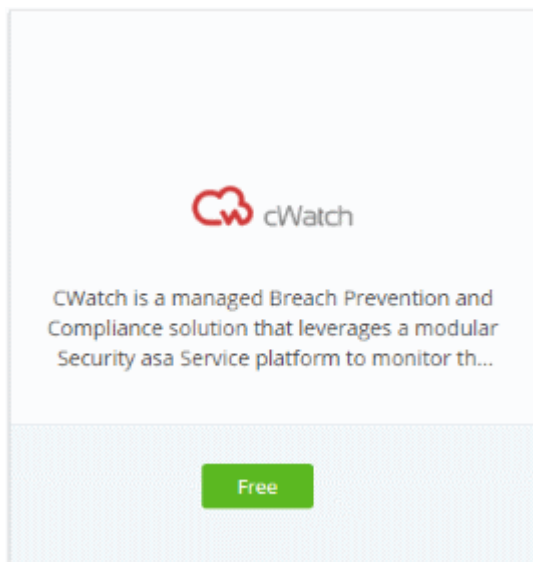 cWatch
CWatch is a managed Breach Prevention and
Compliance solution that leverages a modular
Security asa Service platform to monitor th...
Free